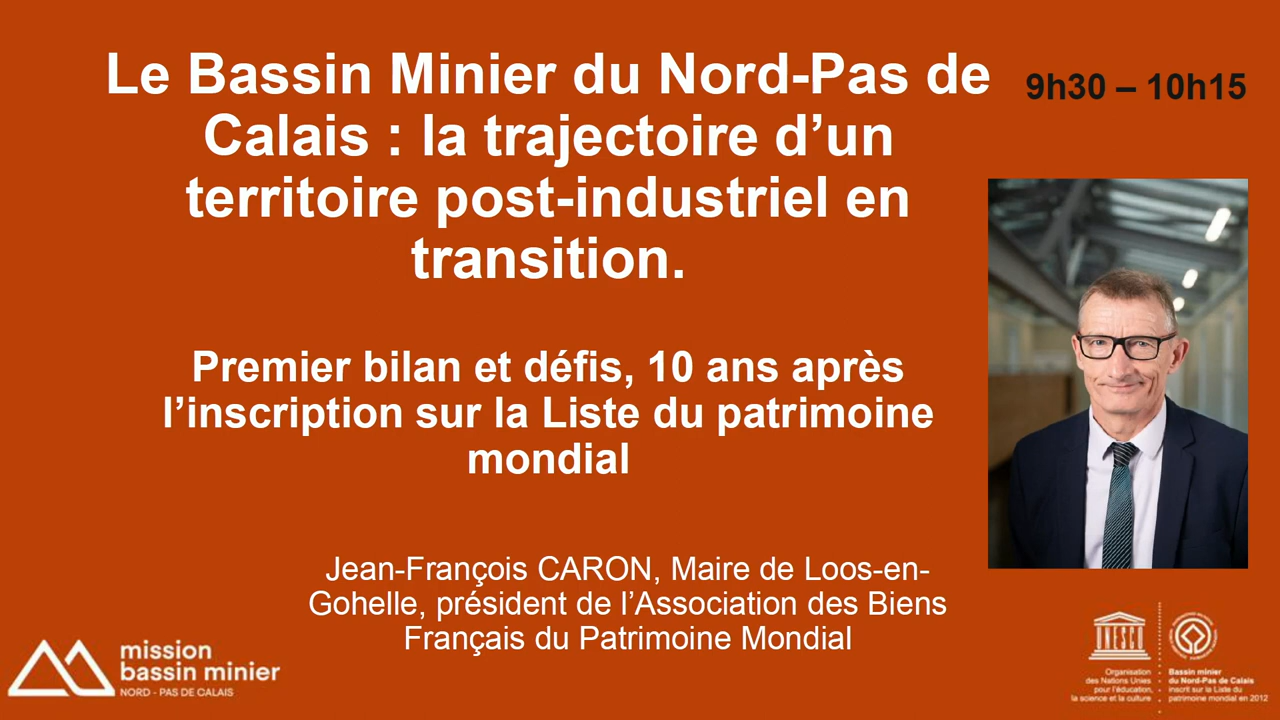 Le Bassin Minier du Nord-Pas de
Calais : la trajectoire d’un
territoire post-industriel en
transition.
9h30 – 10h15
Premier bilan et défis, 10 ans après
l’inscription sur la Liste du patrimoine
mondial
Jean-François CARON, Maire de Loos-en-
Gohelle, président de l’Association des Biens
Français du Patrimoine Mondial
mission
bassin minier
NORD - PAS DE CALAIS
UNESCO
Organisation
des Nations Unies
pour l’éducation,
la science et la culture
Bassin minier
du Nord-Pas de Calais
inscrit sur la Liste du
patrimoine mondial en 2012